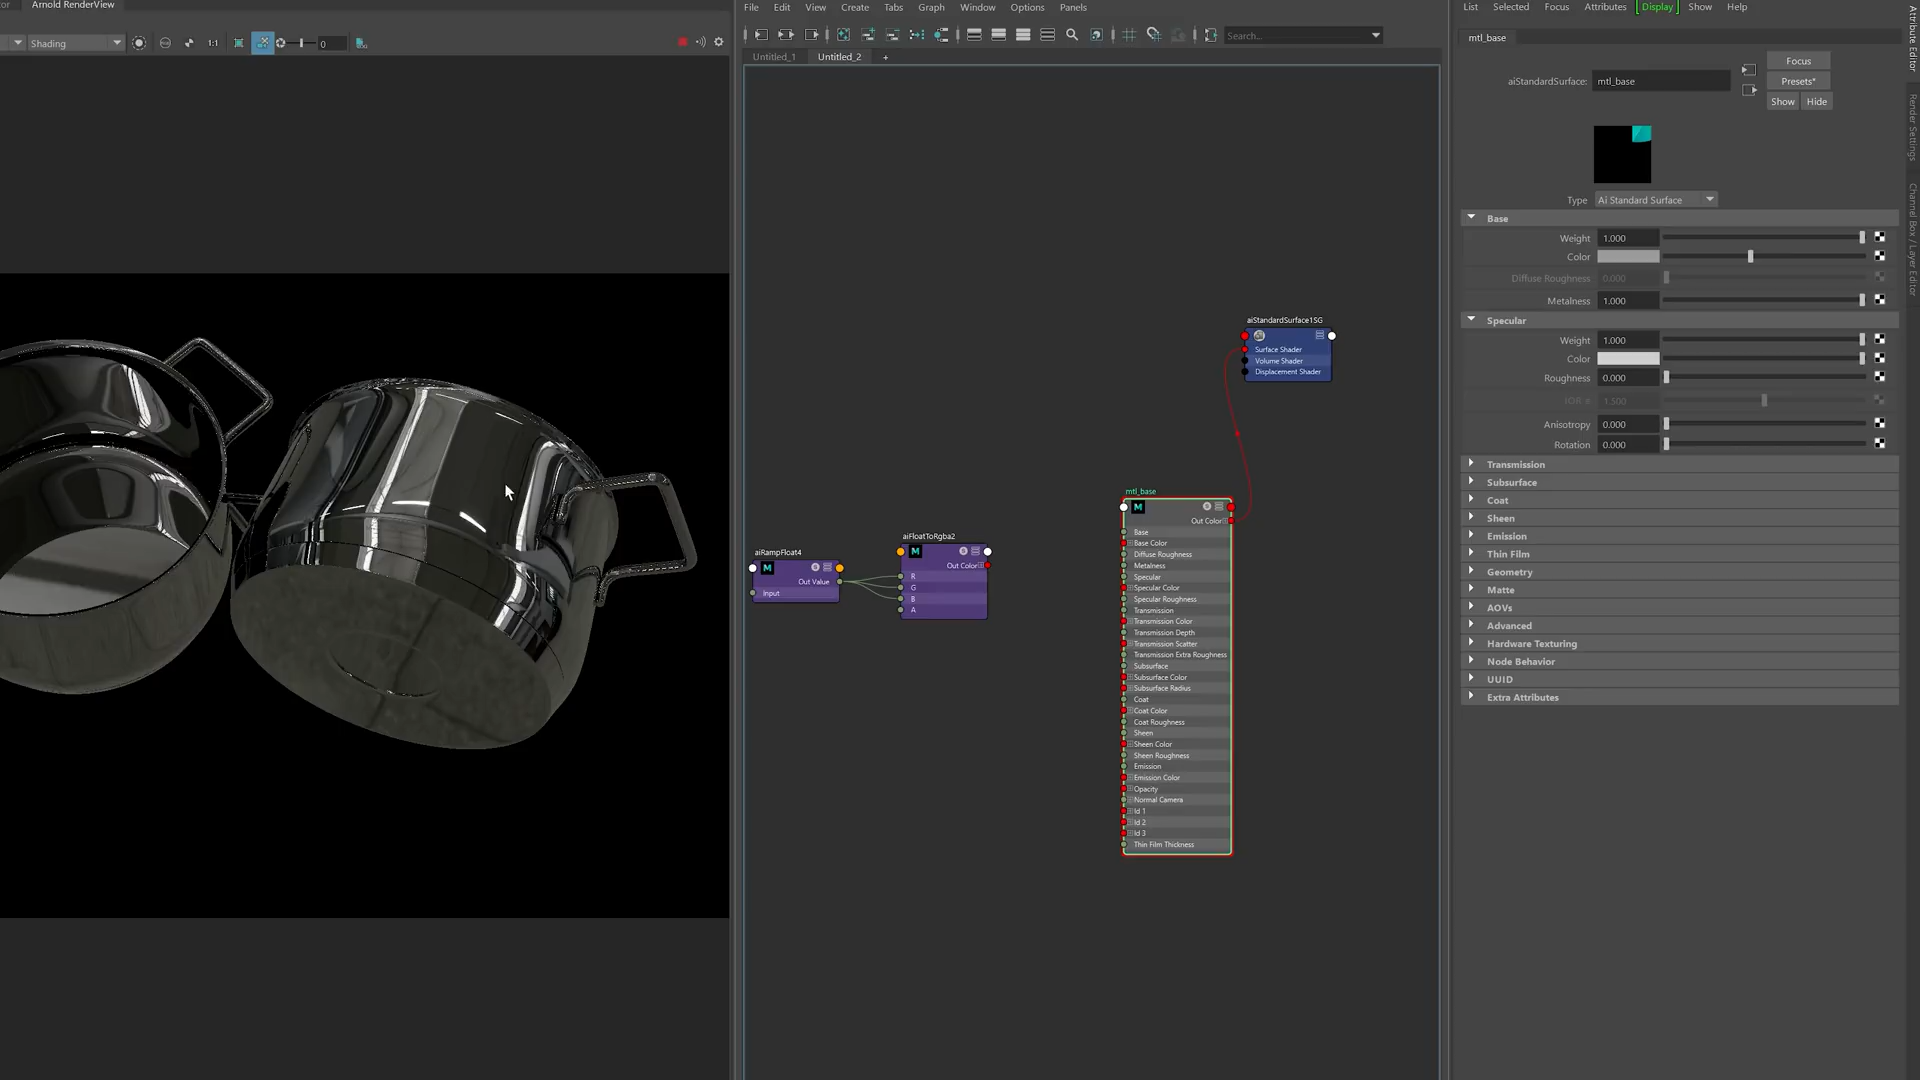 or
Arnold RenderView
Shading
1:1
0
File Edit View Create Tabs Graph Window Options Panels
Search...
Untitled_1 Untitled_2 +
aiStandardSurface1SG
Surface Shader
Volume Shader
Displacement Shader
aiRampFloat4
M
Out Value
Input
aiFloatToRgba2
M
Out Color
R
G
B
A
mtl_base
M
Out Color
Base
Base Color
Diffuse Roughness
Metalness
Specular
Specular Color
Specular Roughness
Transmission
Transmission Color
Transmission Depth
Transmission Scatter
Transmission Extra Roughness
Subsurface
Subsurface Color
Subsurface Radius
Coat
Coat Color
Coat Roughness
Sheen
Sheen Color
Sheen Roughness
Emission
Emission Color
Opacity
Normal Camera
Id 1
Id 2
Id 3
Thin Film Thickness
List Selected Focus Attributes Display Show Help
mtl_base
aiStandardSurface: mtl_base
Focus
Presets*
Show Hide
Type Ai Standard Surface
Base
Weight 1.000
Color
Diffuse Roughness 0.000
Metalness 1.000
Specular
Weight 1.000
Color
Roughness 0.000
IOR 1.500
Anisotropy 0.000
Rotation 0.000
Transmission
Subsurface
Coat
Sheen
Emission
Thin Film
Geometry
Matte
AOVs
Advanced
Hardware Texturing
Node Behavior
UUID
Extra Attributes
Attribute Editor
Render Settings
Channel Box / Layer Editor